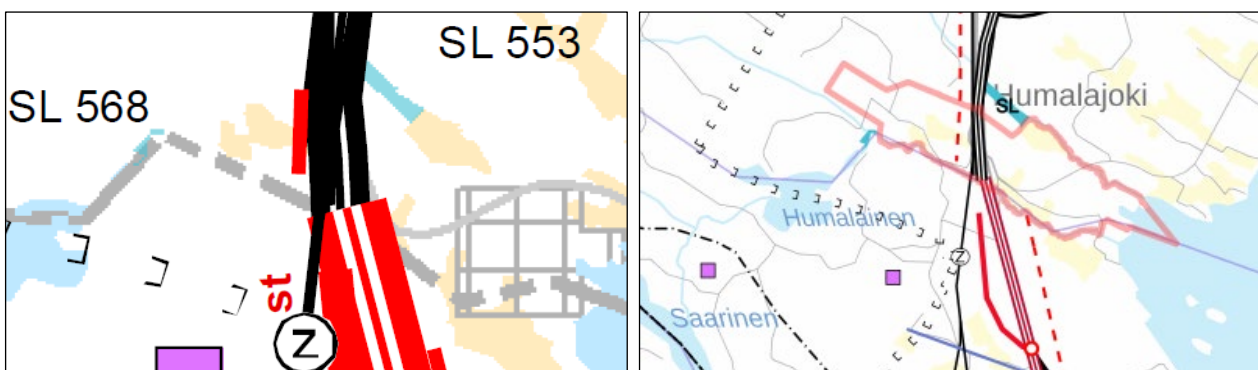 SL 553
SL 568
st
Z
Humalajoki
SL
Humalainen
Z
Saarinen